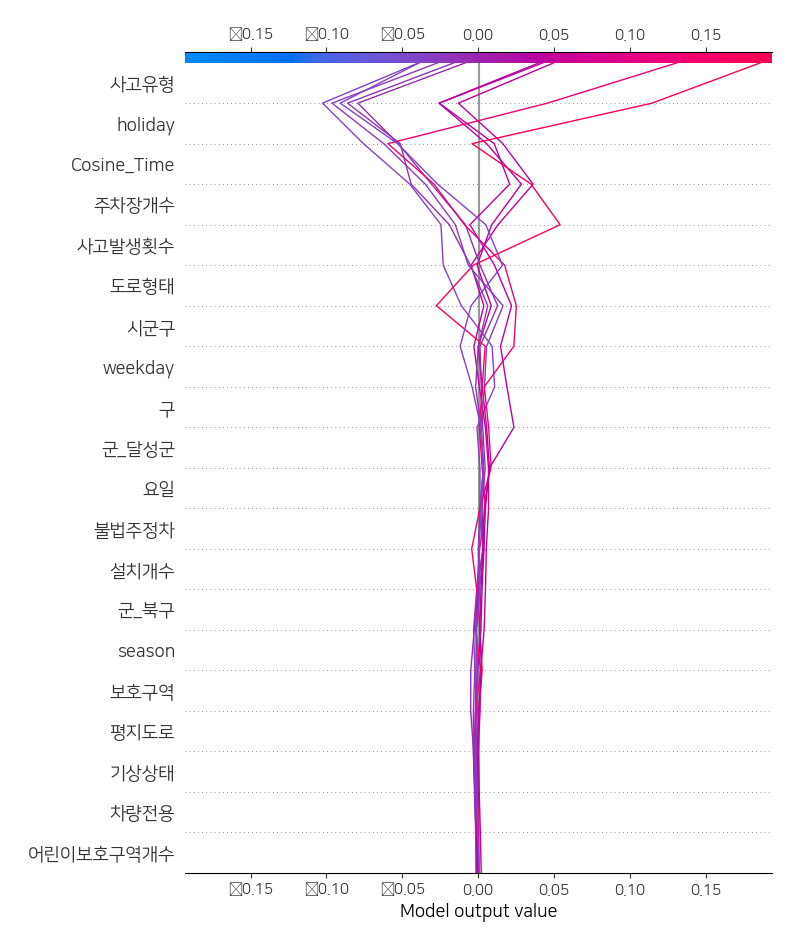 0.15 0.10 0.05 0.00 0.05 0.10 0.15
사고유형
holiday
Cosine_Time
주차장개수
사고발생횟수
도로형태
시군구
weekday
구
군_달성군
요일
불법주정차
설치개수
군_북구
season
보호구역
평지도로
기상상태
차량전용
어린이보호구역개수
0.15 0.10 0.05 0.00 0.05 0.10 0.15
Model output value